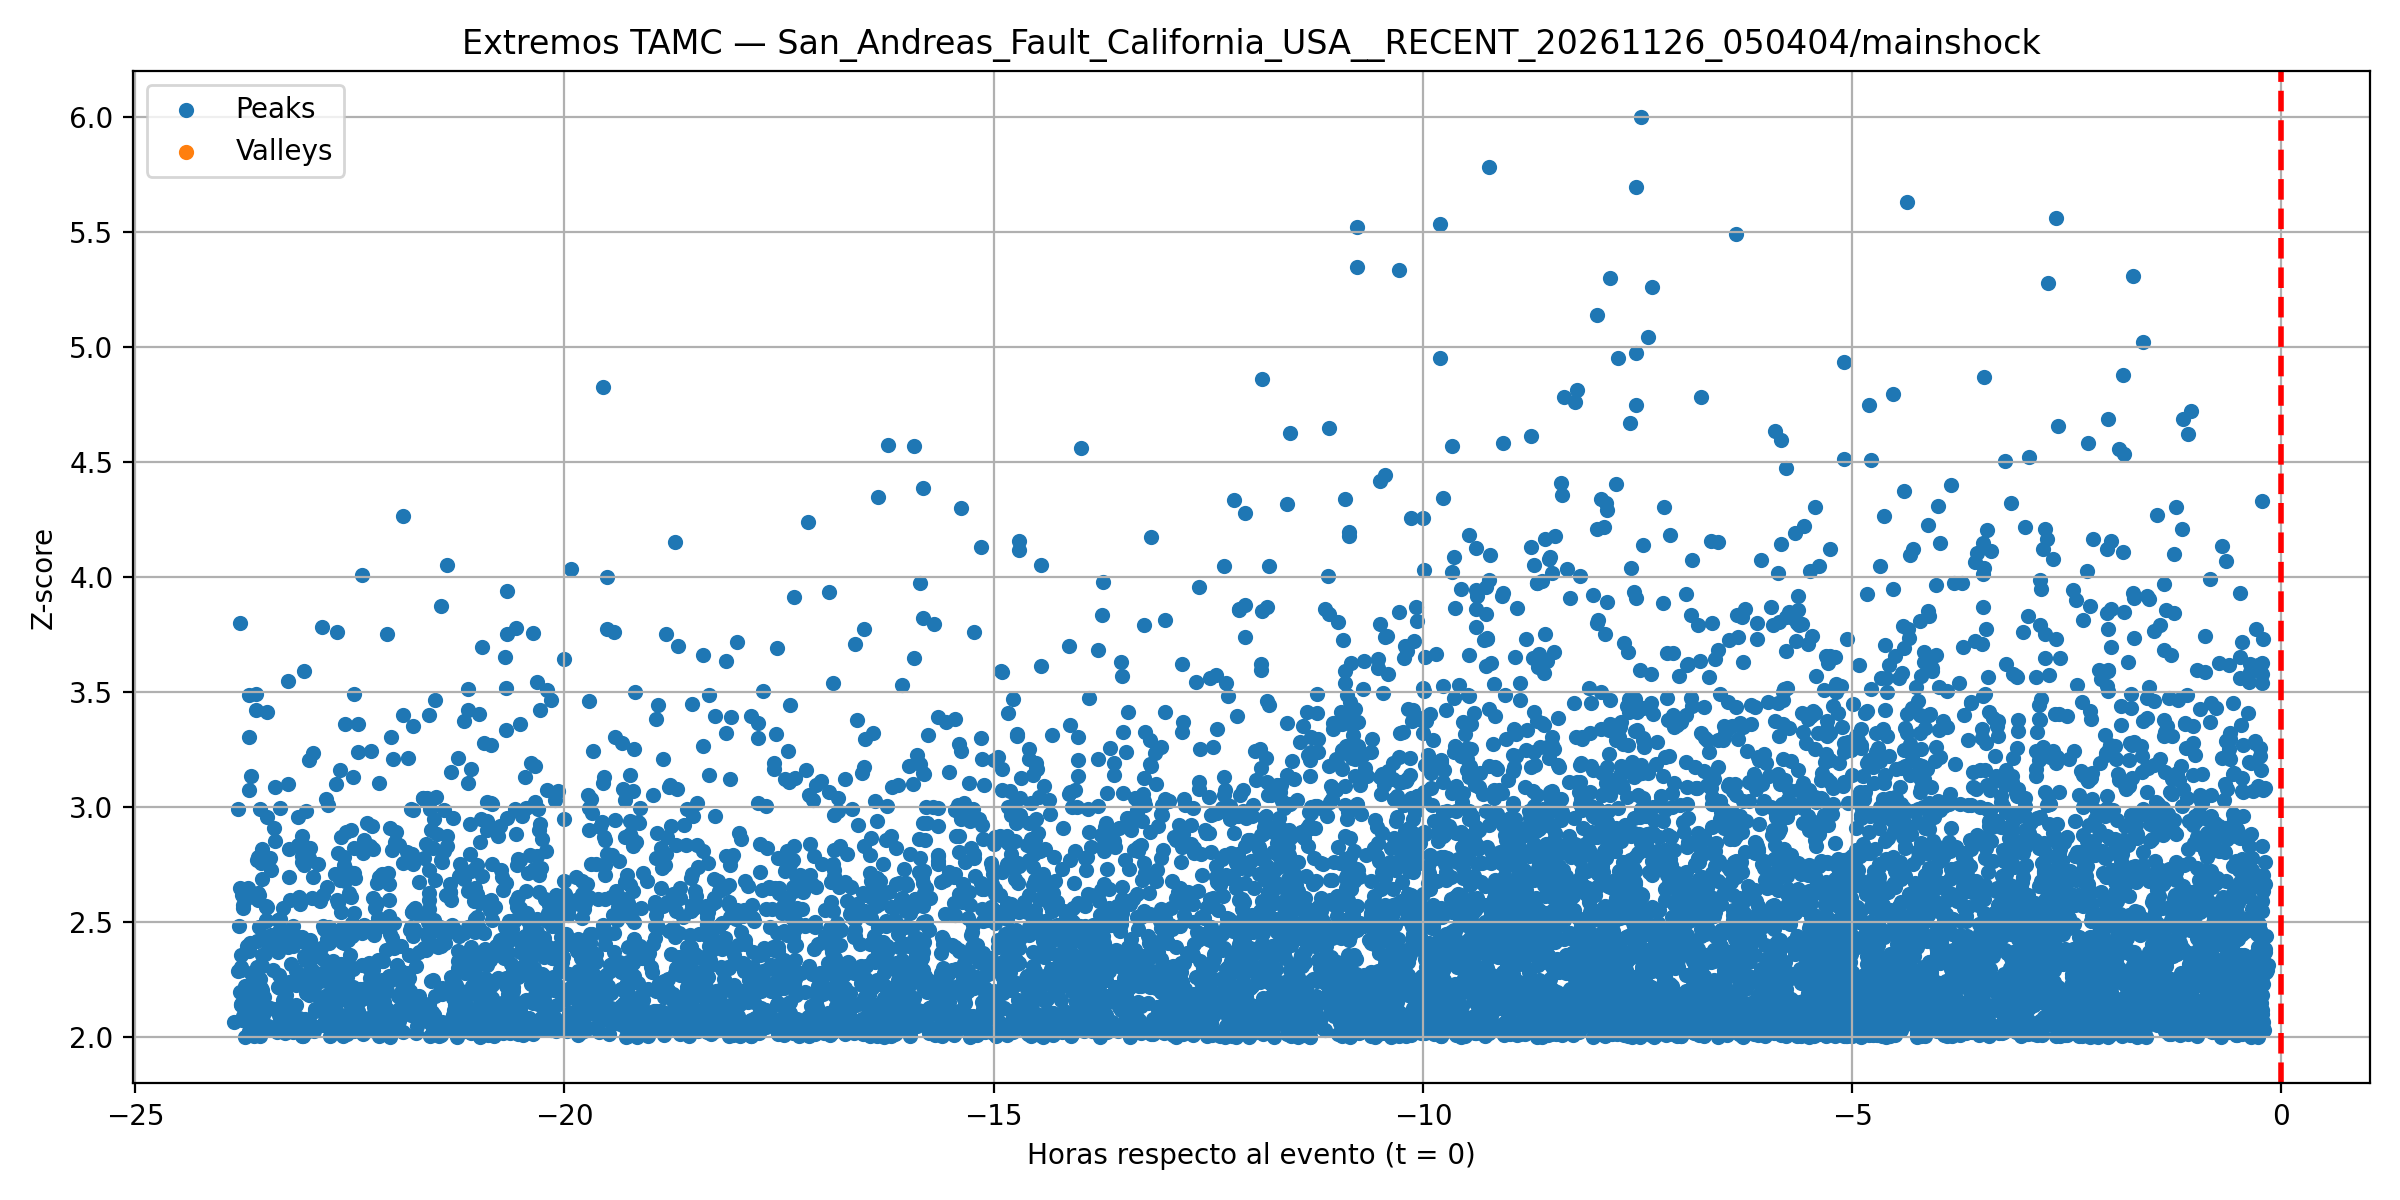 Extremos TAMC — San_Andreas_Fault_California_USA__RECENT_20261126_050404/mainshock
Peaks
Valleys
Z-score
6.0
5.5
5.0
4.5
4.0
3.5
3.0
2.5
2.0
−25 −20 −15 −10 −5 0
Horas respecto al evento (t = 0)